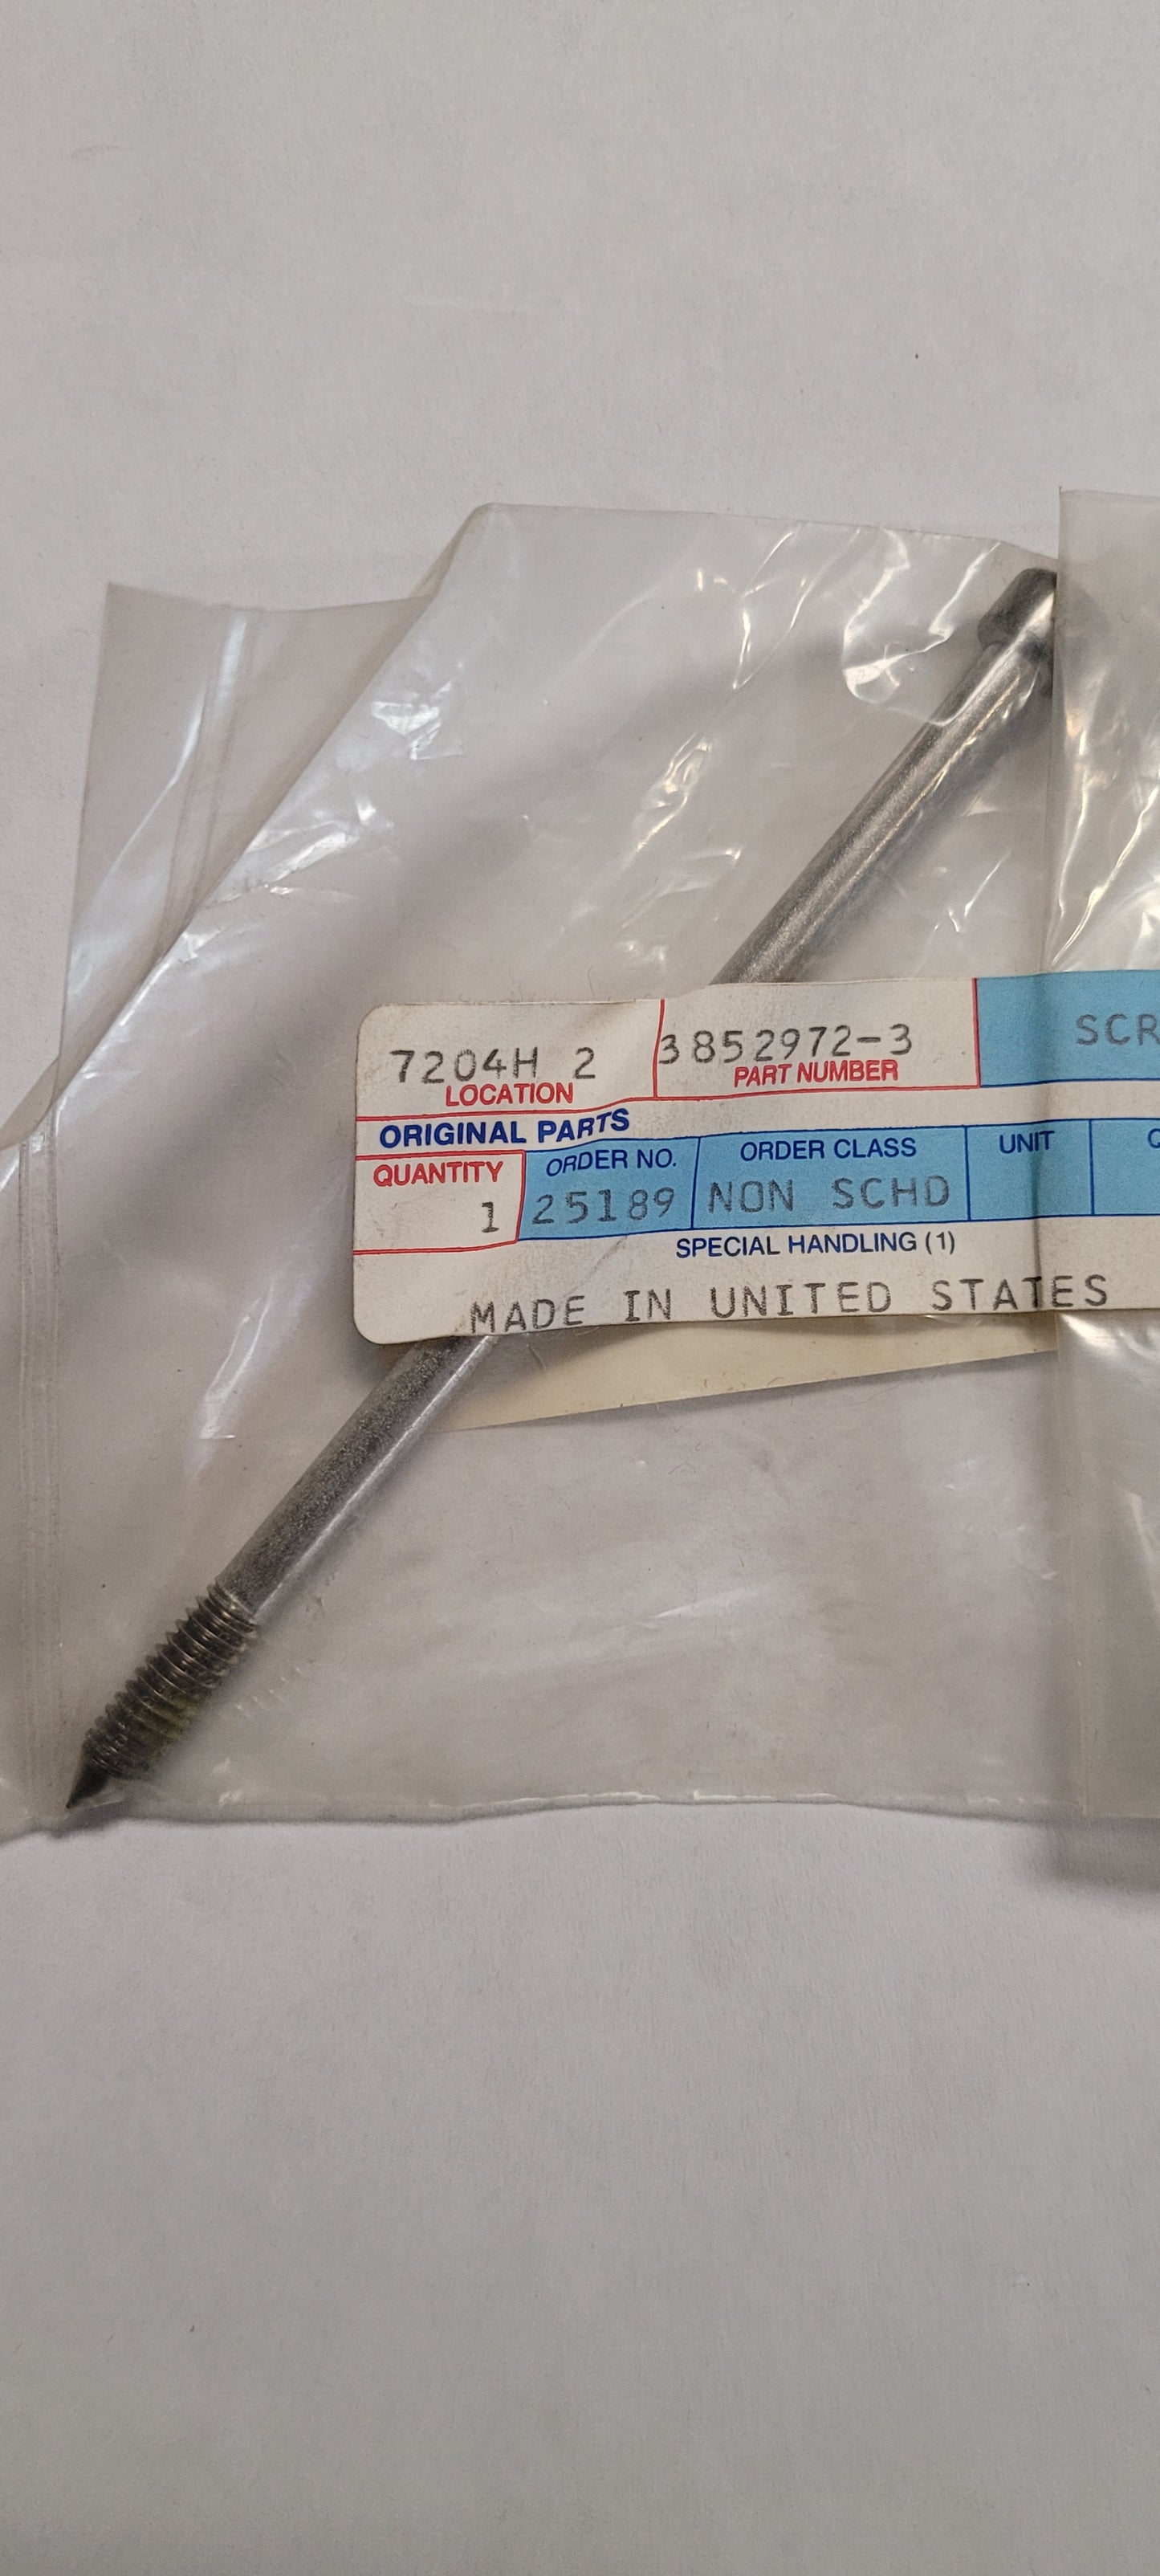 7204H 2 3852972-3 SCR
LOCATION PART NUMBER
ORIGINAL PARTS
QUANTITY ORDER NO. ORDER CLASS UNIT Q
1 25189 NON SCHD
SPECIAL HANDLING (1)
MADE IN UNITED STATES